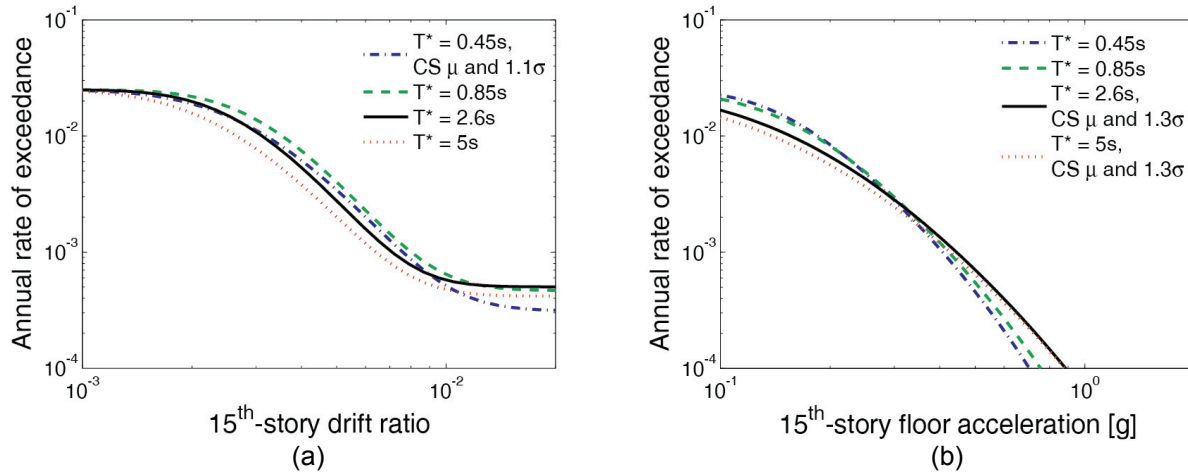 10⁻¹
10⁻²
10⁻³
10⁻⁴
Annual rate of exceedance
T* = 0.45s,
CS μ and 1.1σ
T* = 0.85s
T* = 2.6s
T* = 5s
10⁻³
10⁻²
15ᵗʰ-story drift ratio
(a)
10⁻¹
10⁻²
10⁻³
10⁻⁴
Annual rate of exceedance
T* = 0.45s
T* = 0.85s
T* = 2.6s,
CS μ and 1.3σ
T* = 5s,
CS μ and 1.3σ
10⁻¹
10⁰
15ᵗʰ-story floor acceleration [g]
(b)